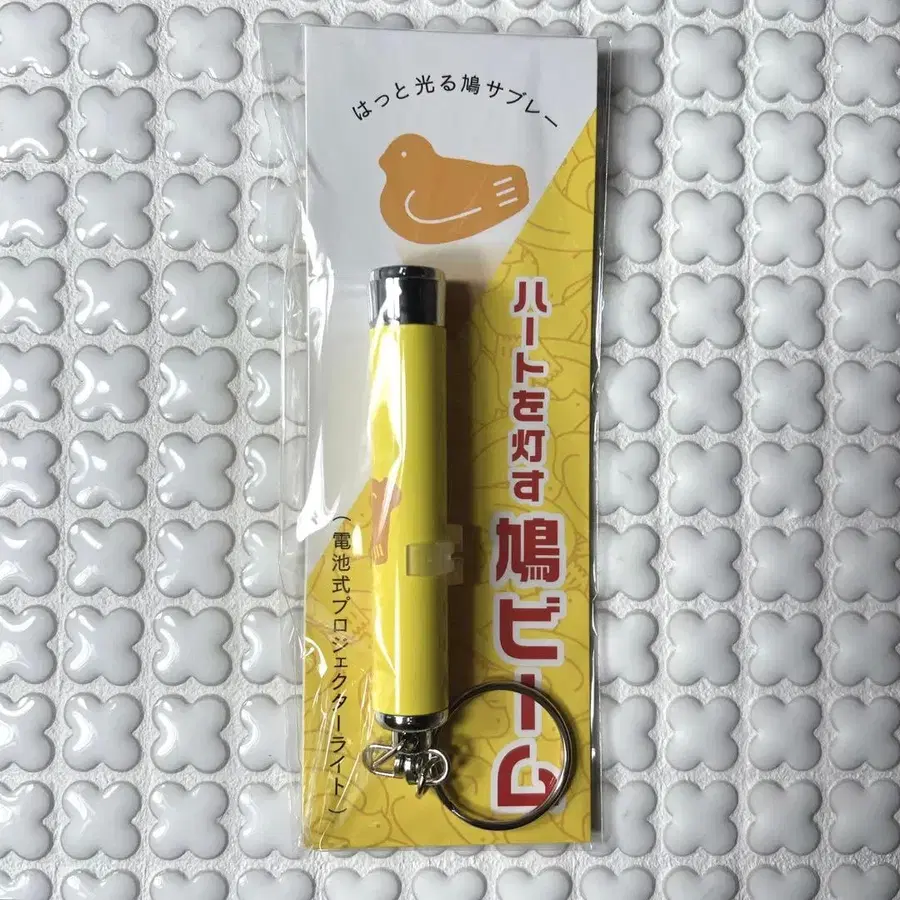 はっと光る鳩サブレー
ハートを灯す
鳩ビーム
(電池式プロジェクターライト)